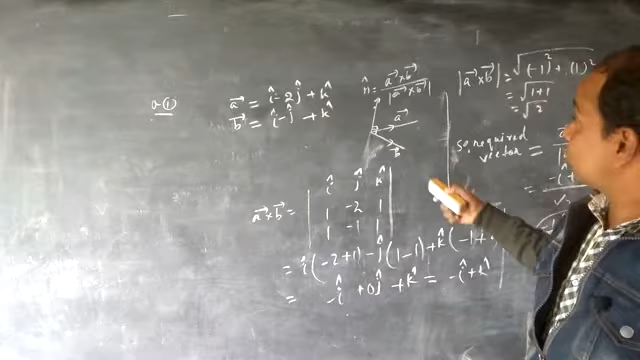 Q①
a⃗ = î - 2ĵ + k̂
b⃗ = î - ĵ + k̂
n̂ = a⃗×b⃗ / |a⃗×b⃗|
a⃗
b⃗
a⃗×b⃗ = | î ĵ k̂ |
1 -2 1
1 -1 1
= î(-2+1) - ĵ(1-1) + k̂(-1+
= -î + 0ĵ + k̂ = -î + k̂
|a⃗×b⃗| = √(-1)² + (1)²
= √1+1
= √2
So, required vector =